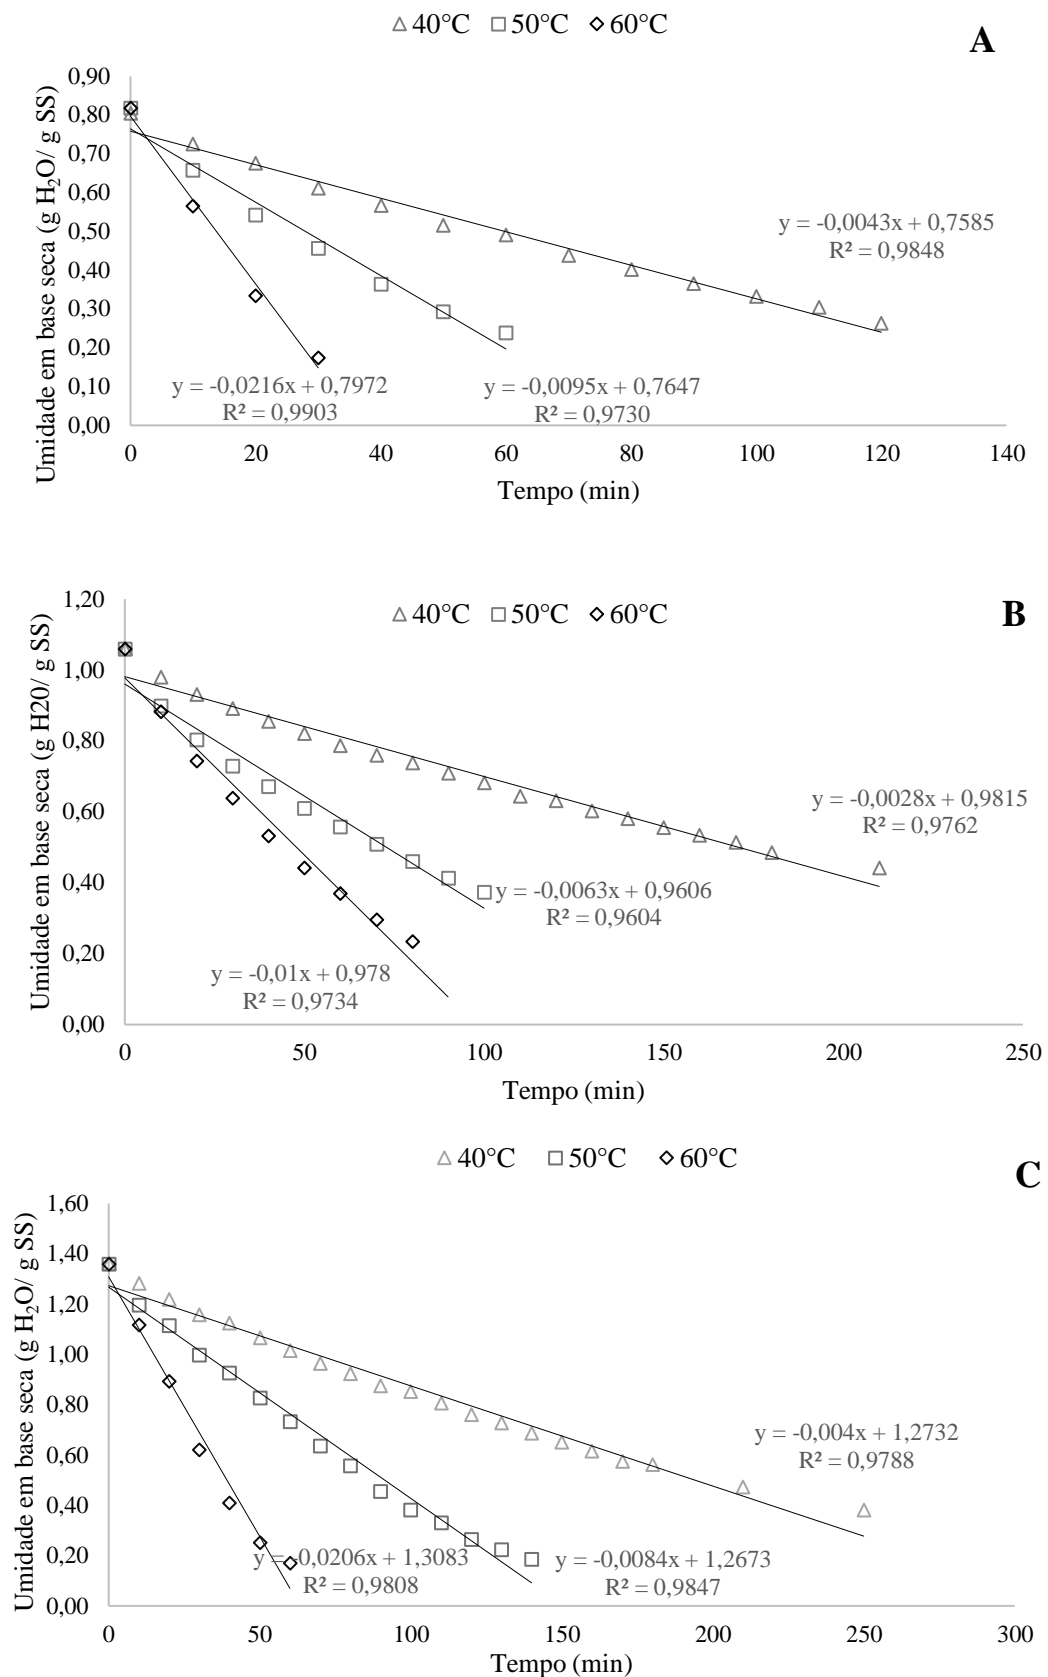 40°C 50°C 60°C
A
Umidade em base seca (g H₂O/ g SS)
0,90
0,80
0,70
0,60
0,50
0,40
0,30
0,20
0,10
0,00
y = -0,0043x + 0,7585
R² = 0,9848
y = -0,0216x + 0,7972
R² = 0,9903
y = -0,0095x + 0,7647
R² = 0,9730
0 20 40 60 80 100 120 140
Tempo (min)
40°C 50°C 60°C
B
Umidade em base seca (g H20/ g SS)
1,20
1,00
0,80
0,60
0,40
0,20
0,00
y = -0,0028x + 0,9815
R² = 0,9762
y = -0,0063x + 0,9606
R² = 0,9604
y = -0,01x + 0,978
R² = 0,9734
0 50 100 150 200 250
Tempo (min)
40°C 50°C 60°C
C
Umidade em base seca (g H₂O/ g SS)
1,60
1,40
1,20
1,00
0,80
0,60
0,40
0,20
0,00
y = -0,004x + 1,2732
R² = 0,9788
y = -0,0206x + 1,3083
R² = 0,9808
y = -0,0084x + 1,2673
R² = 0,9847
0 50 100 150 200 250 300
Tempo (min)